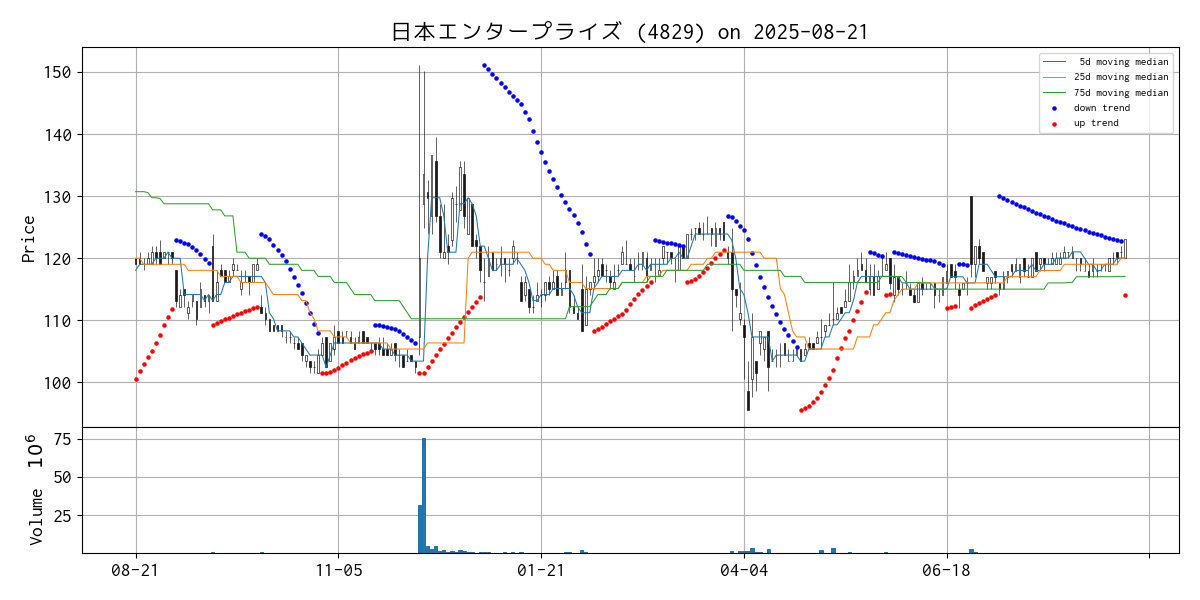 日本エンタープライズ (4829) on 2025-08-21
5d moving median
25d moving median
75d moving median
down trend
up trend
Price
150
140
130
120
110
100
Volume 10^6
75
50
25
08-21
11-05
01-21
04-04
06-18